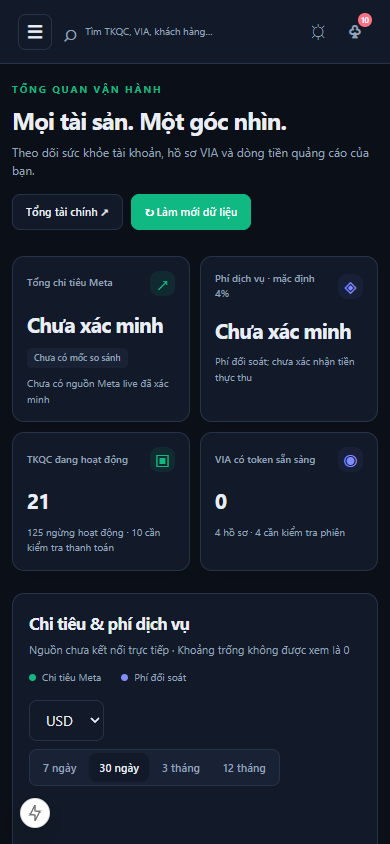 Tìm TKQC, VIA, khách hàng...
10
TỔNG QUAN VẬN HÀNH
Mọi tài sản. Một góc nhìn.
Theo dõi sức khỏe tài khoản, hồ sơ VIA và dòng tiền quảng cáo của
bạn.
Tổng tài chính ↗
↻ Làm mới dữ liệu
Tổng chi tiêu Meta
Chưa xác minh
Chưa có mốc so sánh
Chưa có nguồn Meta live đã xác
minh
Phí dịch vụ · mặc định
4%
Chưa xác minh
Phí đối soát; chưa xác nhận tiền
thực thu
TKQC đang hoạt động
21
125 ngừng hoạt động · 10 cần
kiểm tra thanh toán
VIA có token sẵn sàng
0
4 hồ sơ · 4 cần kiểm tra phiên
Chi tiêu & phí dịch vụ
Nguồn chưa kết nối trực tiếp · Khoảng trống không được xem là 0
Chi tiêu Meta
Phí đối soát
USD
7 ngày
30 ngày
3 tháng
12 tháng